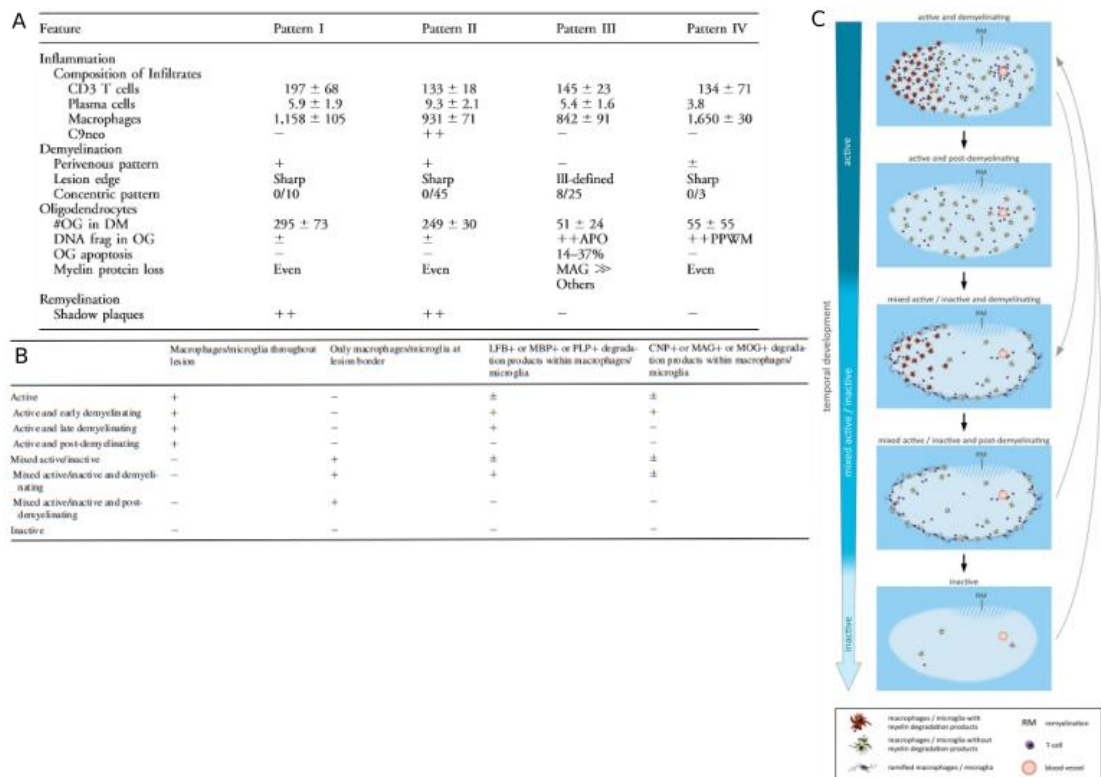 A
Feature Pattern I Pattern II Pattern III Pattern IV
Inflammation
Composition of Infiltrates
CD3 T cells 197 ± 68 133 ± 18 145 ± 23 134 ± 71
Plasma cells 5.9 ± 1.9 9.3 ± 2.1 5.4 ± 1.6 3.8
Macrophages 1,158 ± 105 931 ± 71 842 ± 91 1,650 ± 30
C9neo − ++ − −
Demyelination
Perivenous pattern + + − ±
Lesion edge Sharp Sharp Ill-defined Sharp
Concentric pattern 0/10 0/45 8/25 0/3
Oligodendrocytes
#OG in DM 295 ± 73 249 ± 30 51 ± 24 55 ± 55
DNA frag in OG ± ± ++APO ++PPWM
OG apoptosis − − 14–37% −
Myelin protein loss Even Even MAG ≫ Even
Others
Remyelination
Shadow plaques ++ ++ − −
B
Macrophages/microglia throughout Only macrophages/microglia at LFB+ or MBP+ or PLP+ degrada- CNP+ or MAG+ or MOG+ degrada-
lesion lesion border tion products within macrophages/ tion products within macrophages/
microglia microglia
Active + − ± ±
Active and early demyelinating + − + +
Active and late demyelinating + − + −
Active and post-demyelinating + − − −
Mixed active/inactive − + ± ±
Mixed active/inactive and demyeli- − + + ±
nating
Mixed active/inactive and post- − + − −
demyelinating
Inactive − − − −
C
temporal development
active
mixed active / inactive
inactive
active and demyelinating
RM
active and post-demyelinating
RM
mixed active / inactive and demyelinating
RM
mixed active / inactive and post-demyelinating
RM
inactive
RM
macrophages / microglia with
myelin degradation products
RM remyelination
macrophages / microglia without
myelin degradation products
T-cell
ramified macrophages / microglia
blood vessel